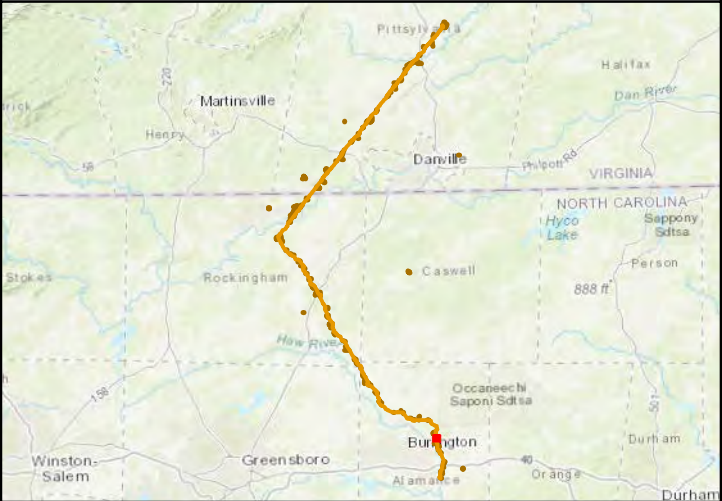 Pittsylvania
Halifax
220
Martinsville
Dan River
Henry
58
Danville
Philpott Rd
VIRGINIA
NORTH CAROLINA
Hyco
Lake
Sappony
Sdtsa
Stokes
Rockingham
Caswell
Person
888 ft
Haw River
158
Occaneechi
Saponi Sdtsa
501
Burlington
Durham
Winston-
Salem
Greensboro
40
Alamance
Orange
Durham